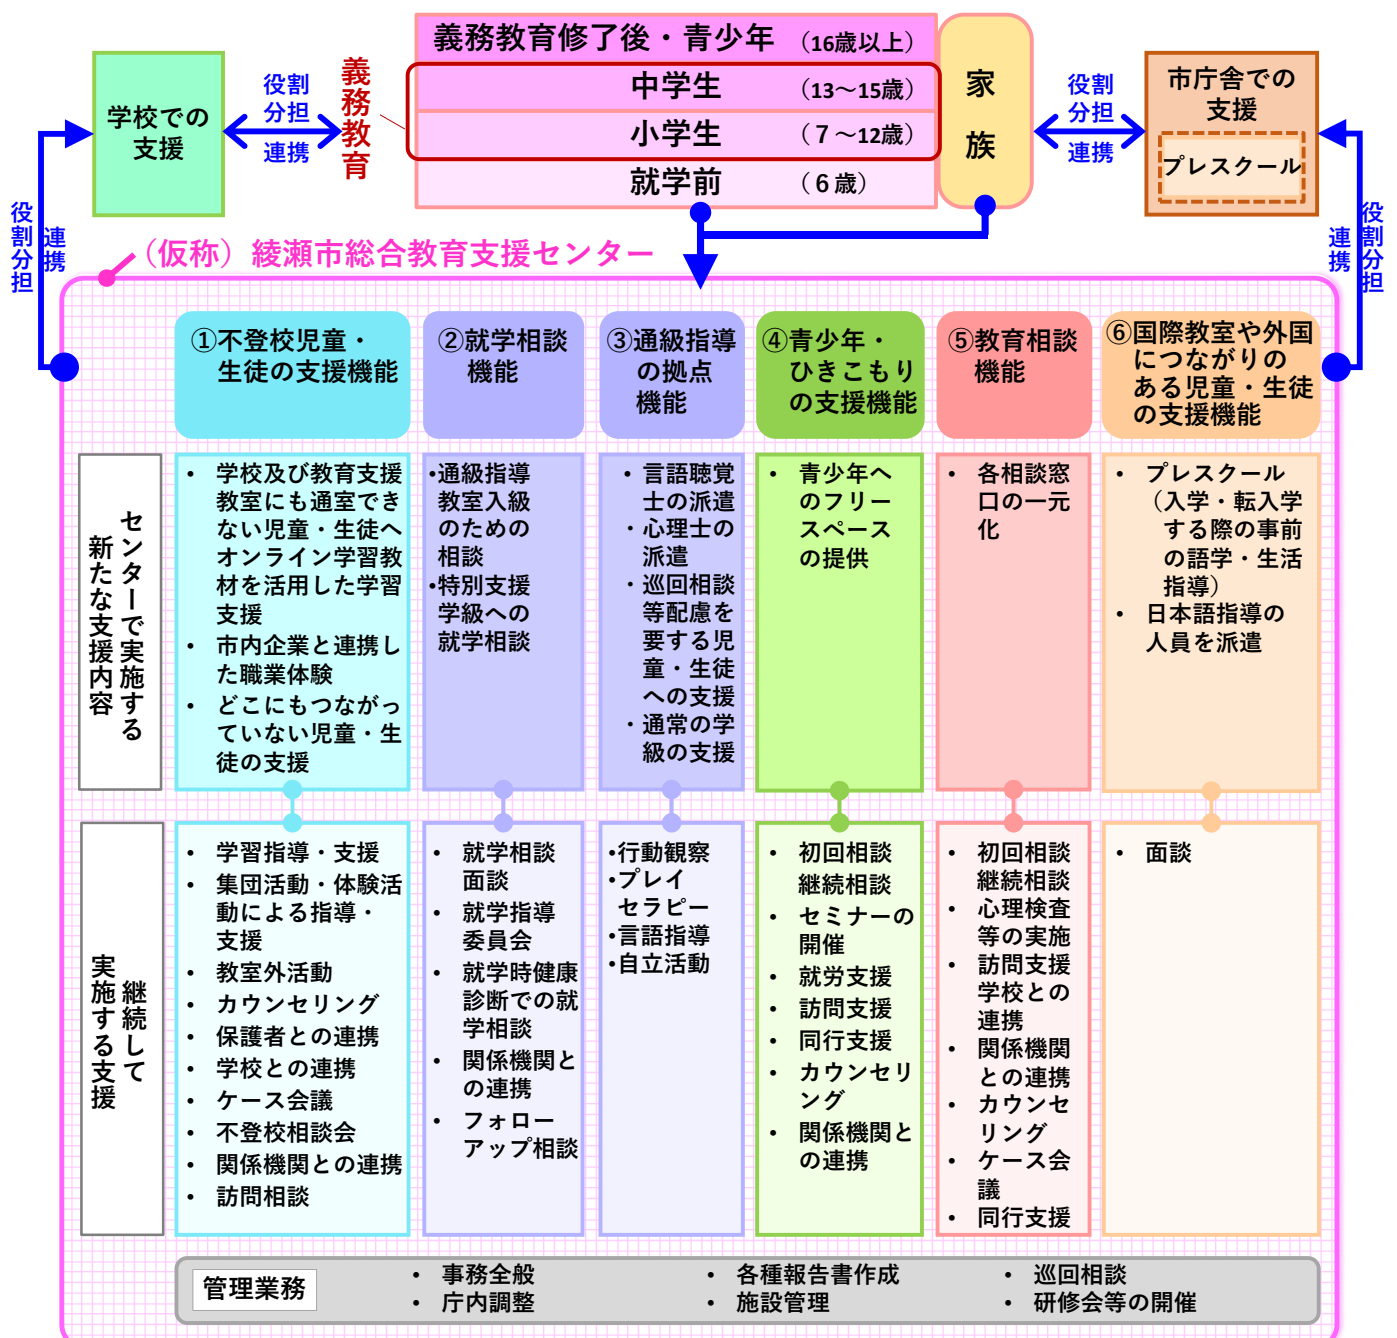 義務教育修了後・青少年 （16歳以上）
中学生 （13～15歳）
小学生 （７～12歳）
就学前 （６歳）
義務教育
家族
学校での
支援
役割
分担
連携
役割
分担
連携
市庁舎での
支援
プレスクール
役割分担
連携
連携
役割分担
（仮称）綾瀬市総合教育支援センター
①不登校児童・
生徒の支援機能
②就学相談
機能
③通級指導
の拠点
機能
④青少年・
ひきこもり
の支援機能
⑤教育相談
機能
⑥国際教室や外国
につながりの
ある児童・生徒
の支援機能
センターで実施する
新たな支援内容
• 学校及び教育支援
教室にも通室でき
ない児童・生徒へ
オンライン学習教
材を活用した学習
支援
• 市内企業と連携し
た職業体験
• どこにもつながっ
ていない児童・生
徒の支援
•通級指導
教室入級
のための
相談
•特別支援
学級への
就学相談
・言語聴覚
士の派遣
・心理士の
派遣
・巡回相談
等配慮を
要する児
童・生徒
への支援
・通常の学
級の支援
• 青少年へ
のフリー
スペース
の提供
• 各相談窓
口の一元
化
• プレスクール
（入学・転入学
する際の事前
の語学・生活
指導）
• 日本語指導の
人員を派遣
継続して
実施する支援
• 学習指導・支援
• 集団活動・体験活
動による指導・
支援
• 教室外活動
• カウンセリング
• 保護者との連携
• 学校との連携
• ケース会議
• 不登校相談会
• 関係機関との連携
• 訪問相談
• 就学相談
面談
• 就学指導
委員会
• 就学時健康
診断での就
学相談
• 関係機関と
の連携
• フォロー
アップ相談
•行動観察
•プレイ
セラピー
•言語指導
•自立活動
• 初回相談
継続相談
• セミナーの
開催
• 就労支援
• 訪問支援
• 同行支援
• カウンセリ
ング
• 関係機関と
の連携
• 初回相談
継続相談
• 心理検査
等の実施
• 訪問支援
学校との
連携
• 関係機関
との連携
• カウンセ
リング
• ケース会
議
• 同行支援
• 面談
管理業務
• 事務全般
• 庁内調整
• 各種報告書作成
• 施設管理
• 巡回相談
• 研修会等の開催